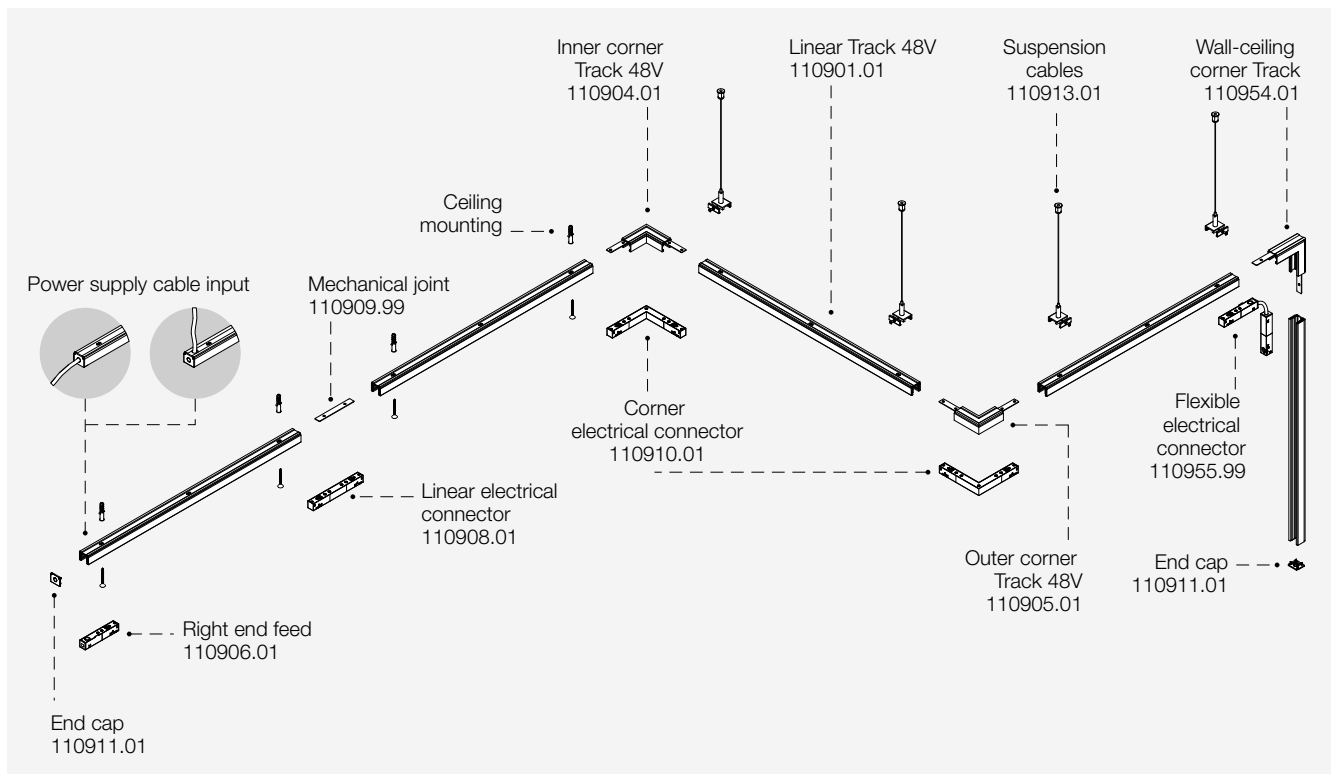 Inner corner
Track 48V
110904.01
Linear Track 48V
110901.01
Suspension
cables
110913.01
Wall-ceiling
corner Track
110954.01
Ceiling
mounting
Power supply cable input
Mechanical joint
110909.99
Corner
electrical connector
110910.01
Flexible
electrical
connector
110955.99
Linear electrical
connector
110908.01
Outer corner
Track 48V
110905.01
End cap
110911.01
Right end feed
110906.01
End cap
110911.01